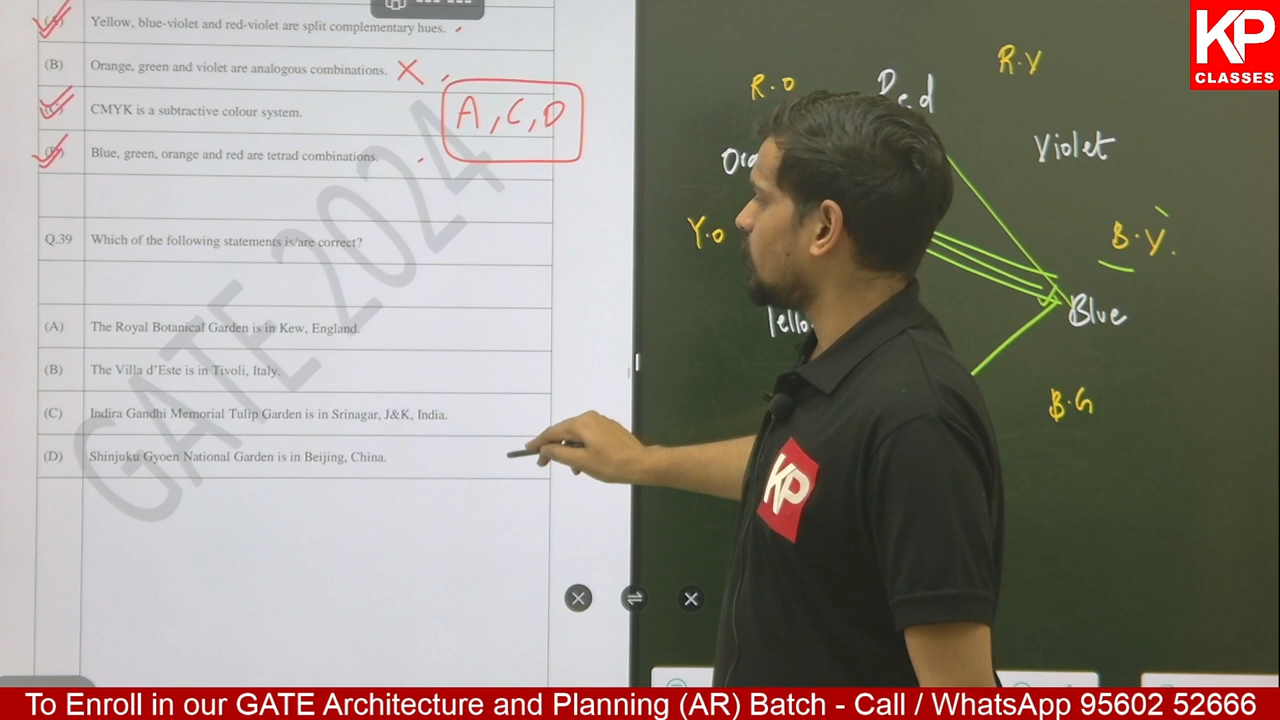 (A) Yellow, blue-violet and red-violet are split complementary hues.
(B) Orange, green and violet are analogous combinations.
CMYK is a subtractive colour system.
Blue, green, orange and red are tetrad combinations.
A, C, D
Q.39 Which of the following statements is/are correct?
(A) The Royal Botanical Garden is in Kew, England.
(B) The Villa d'Este is in Tivoli, Italy.
(C) Indira Gandhi Memorial Tulip Garden is in Srinagar, J&K, India.
(D) Shinjuku Gyoen National Garden is in Beijing, China.
GATE 2024
R.V
R.O
Red
Violet
Y.O
B.V.
Blue
B.G
KP
CLASSES
KP
To Enroll in our GATE Architecture and Planning (AR) Batch - Call / WhatsApp 95602 52666